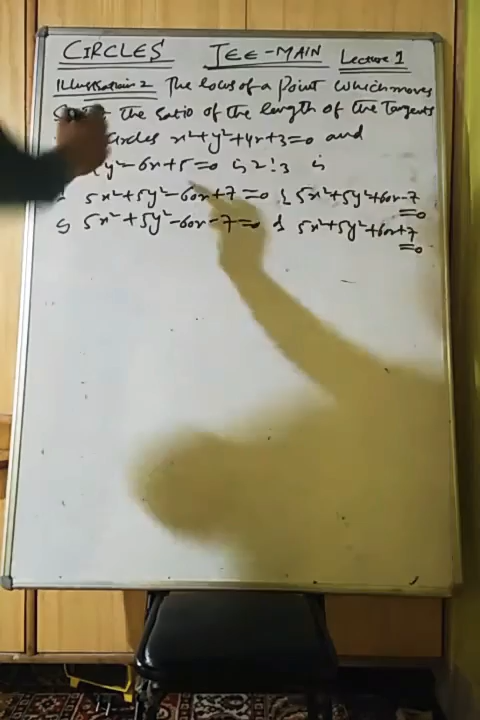 CIRCLES JEE-MAIN Lecture 1
Illustration 2 The locus of a Point which moves
the ratio of the length of the Tangents
Circles x²+y²+4x+3=0 and
y²-6x+5=0 is 2:3 is
5x²+5y²-60x+7=0 5x²+5y²+60x-7=0
5x²+5y²-60x-7=0 5x²+5y²+60x+7=0